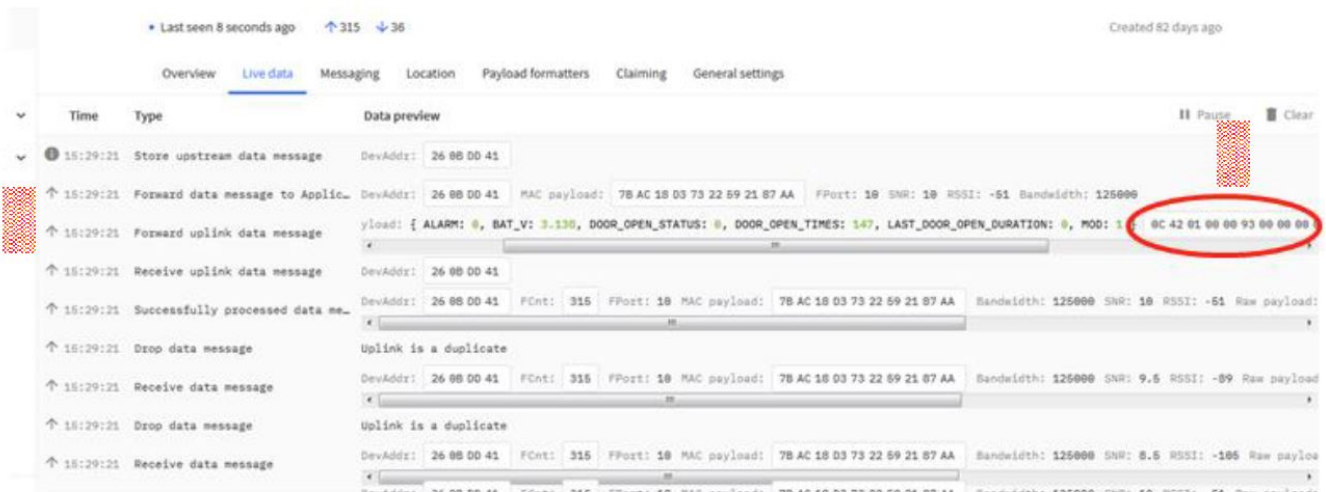 • Last seen 8 seconds ago ↑315 ↓36 Created 82 days ago
Overview Live data Messaging Location Payload formatters Claiming General settings
Time Type Data preview Pause Clear
15:29:21 Store upstream data message DevAddr: 26 0B DD 41
15:29:21 Forward data message to Applic… DevAddr: 26 0B DD 41 MAC payload: 7B AC 18 D3 73 22 59 21 87 AA FPort: 10 SNR: 10 RSSI: -51 Bandwidth: 125000
15:29:21 Forward uplink data message yload: { ALARM: 0, BAT_V: 3.138, DOOR_OPEN_STATUS: 0, DOOR_OPEN_TIMES: 147, LAST_DOOR_OPEN_DURATION: 0, MOD: 1 } 0C 42 01 00 00 93 00 00 00
15:29:21 Receive uplink data message DevAddr: 26 0B DD 41
15:29:21 Successfully processed data me… DevAddr: 26 0B DD 41 FCnt: 315 FPort: 10 MAC payload: 7B AC 18 D3 73 22 59 21 87 AA Bandwidth: 125000 SNR: 10 RSSI: -51 Raw payload:
15:29:21 Drop data message Uplink is a duplicate
15:29:21 Receive data message DevAddr: 26 0B DD 41 FCnt: 315 FPort: 10 MAC payload: 7B AC 18 D3 73 22 59 21 87 AA Bandwidth: 125000 SNR: 9.5 RSSI: -89 Raw payload
15:29:21 Drop data message Uplink is a duplicate
15:29:21 Receive data message DevAddr: 26 0B DD 41 FCnt: 315 FPort: 10 MAC payload: 7B AC 18 D3 73 22 59 21 87 AA Bandwidth: 125000 SNR: 8.5 RSSI: -105 Raw payloa